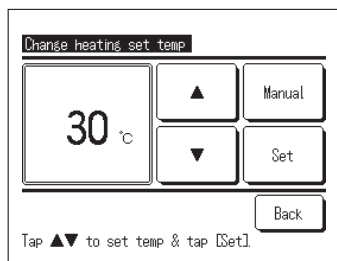 Change heating set temp
30 ℃
▲
Manual
▼
Set
Back
Tap ▲▼ to set temp & tap [Set].